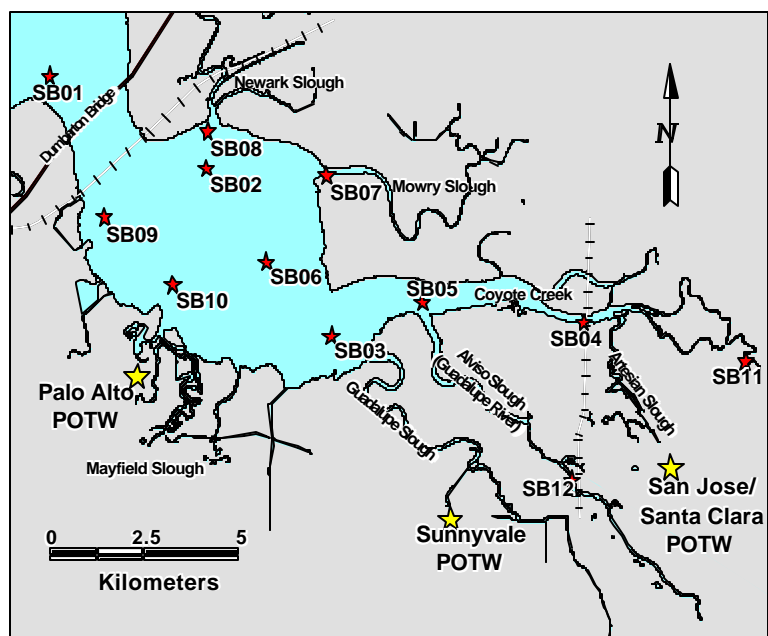 Newark Slough
SB01
Dumbarton Bridge
N
SB08
SB02
SB07
Mowry Slough
SB09
SB06
SB10
SB05
Coyote Creek
SB04
SB03
SB11
Palo Alto
POTW
Alviso Slough
(Guadalupe River)
Artesian Slough
Guadalupe Slough
Mayfield Slough
SB12
San Jose/
Santa Clara
POTW
Sunnyvale
POTW
0 2.5 5
Kilometers